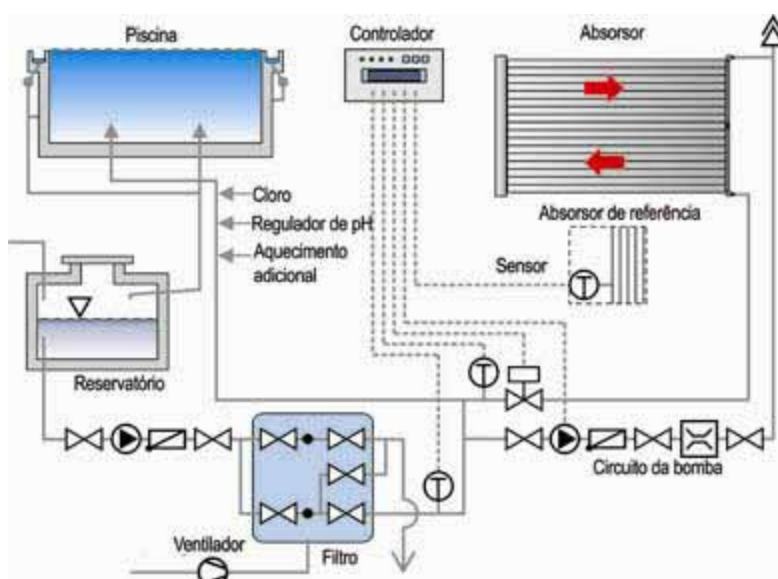 Piscina
Controlador
Absorsor
Cloro
Regulador de pH
Aquecimento
adicional
Absorsor de referência
Sensor
T
Reservatório
T
T
Circuito da bomba
Ventilador
Filtro